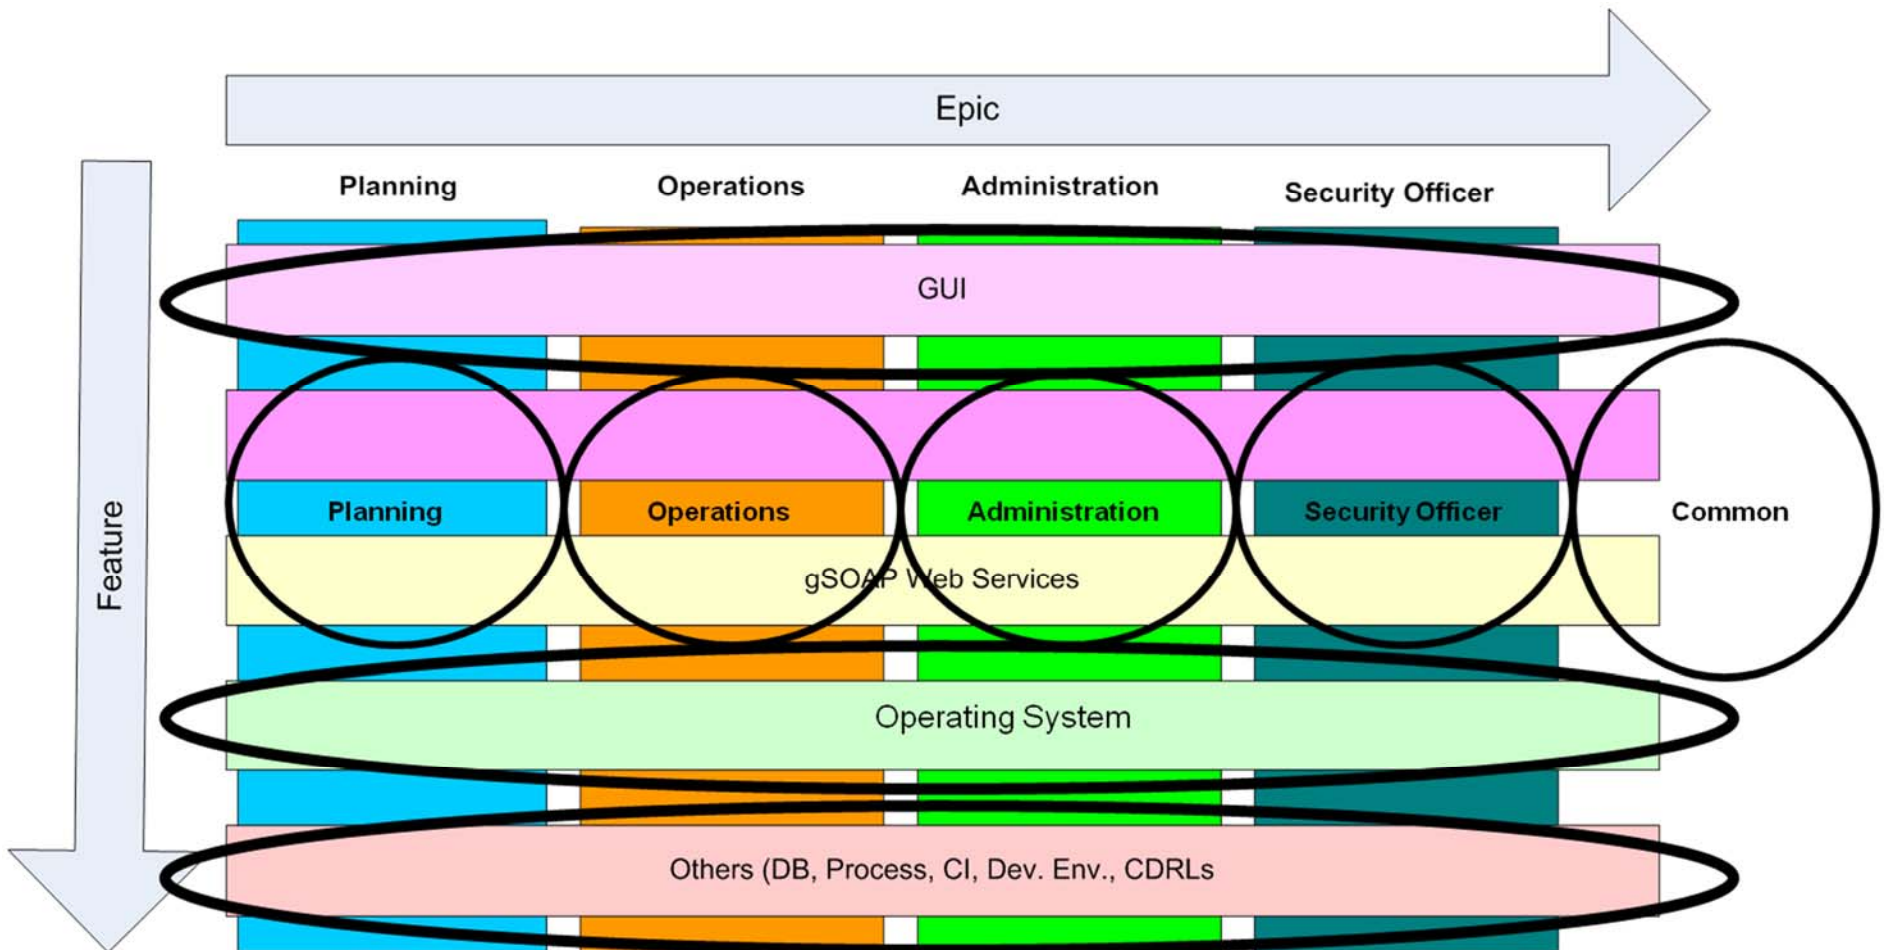 Epic
Planning
Operations
Administration
Security Officer
GUI
Feature
Planning
Operations
Administration
Security Officer
Common
gSOAP Web Services
Operating System
Others (DB, Process, CI, Dev. Env., CDRLs